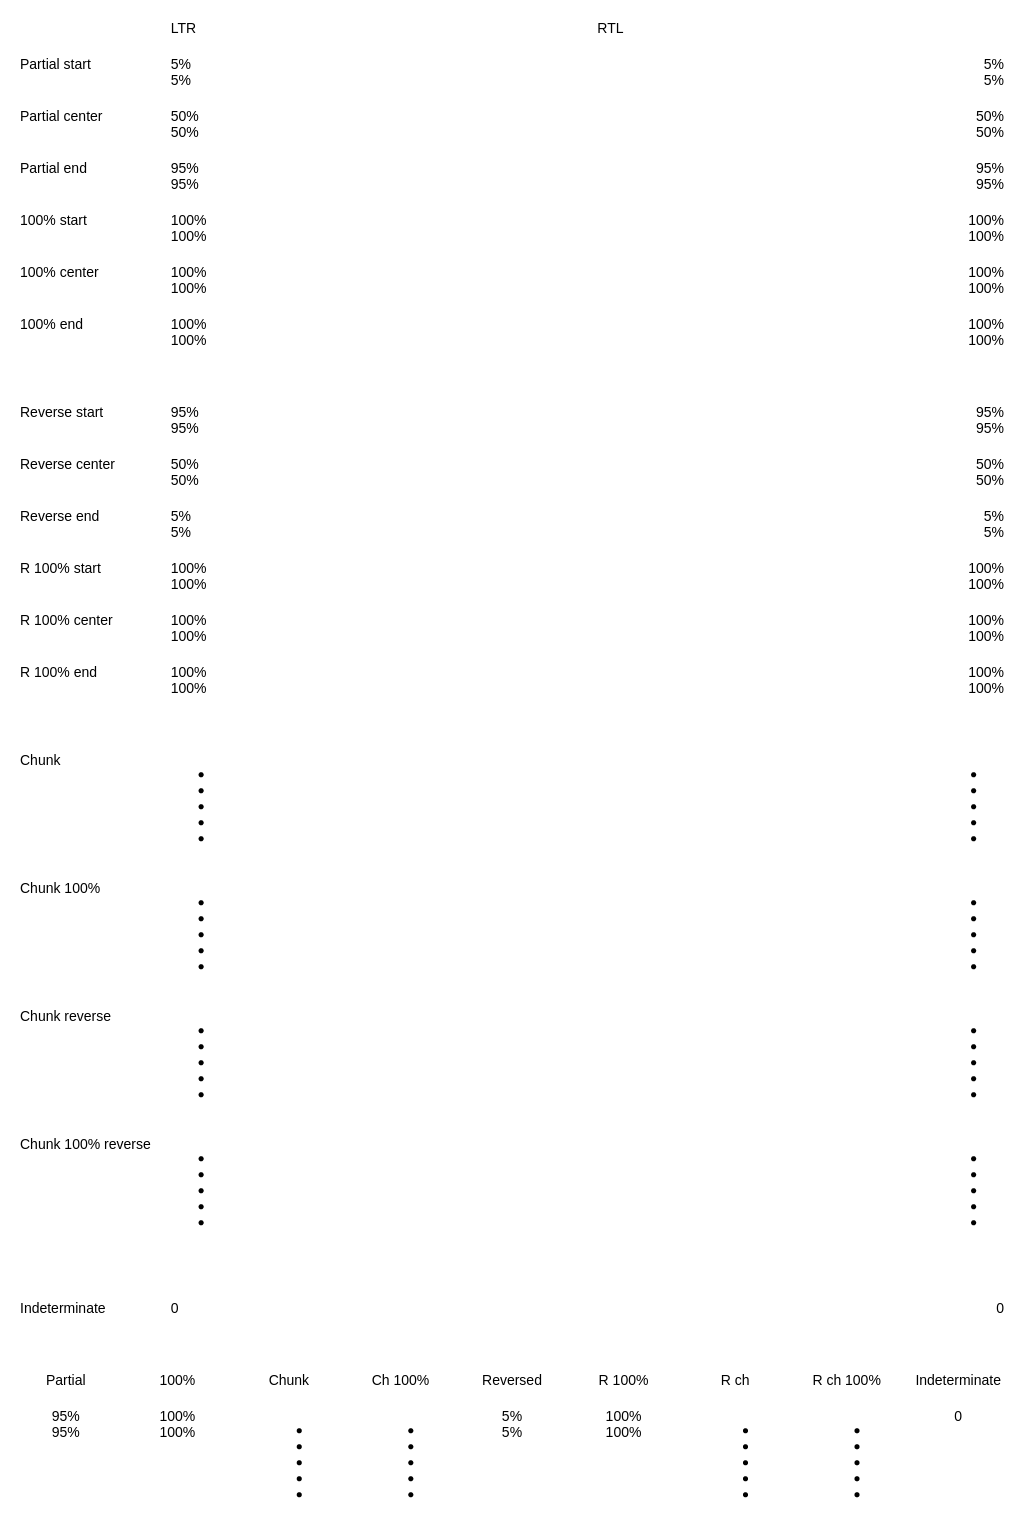 LTR RTL
Partial start 5% 5%
5% 5%
Partial center 50% 50%
50% 50%
Partial end 95% 95%
95% 95%
100% start 100% 100%
100% 100%
100% center 100% 100%
100% 100%
100% end 100% 100%
100% 100%
Reverse start 95% 95%
95% 95%
Reverse center 50% 50%
50% 50%
Reverse end 5% 5%
5% 5%
R 100% start 100% 100%
100% 100%
R 100% center 100% 100%
100% 100%
R 100% end 100% 100%
100% 100%
Chunk
Chunk 100%
Chunk reverse
Chunk 100% reverse
Indeterminate 0 0
Partial 100% Chunk Ch 100% Reversed R 100% R ch R ch 100% Indeterminate
95% 100% 5% 100% 0
95% 100% 5% 100%